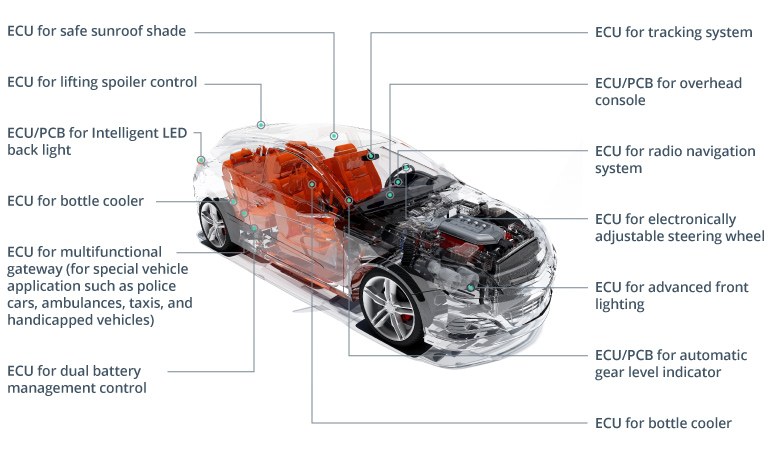 ECU for safe sunroof shade
ECU for lifting spoiler control
ECU/PCB for Intelligent LED
back light
ECU for bottle cooler
ECU for multifunctional
gateway (for special vehicle
application such as police
cars, ambulances, taxis, and
handicapped vehicles)
ECU for dual battery
management control
ECU for tracking system
ECU/PCB for overhead
console
ECU for radio navigation
system
ECU for electronically
adjustable steering wheel
ECU for advanced front
lighting
ECU/PCB for automatic
gear level indicator
ECU for bottle cooler